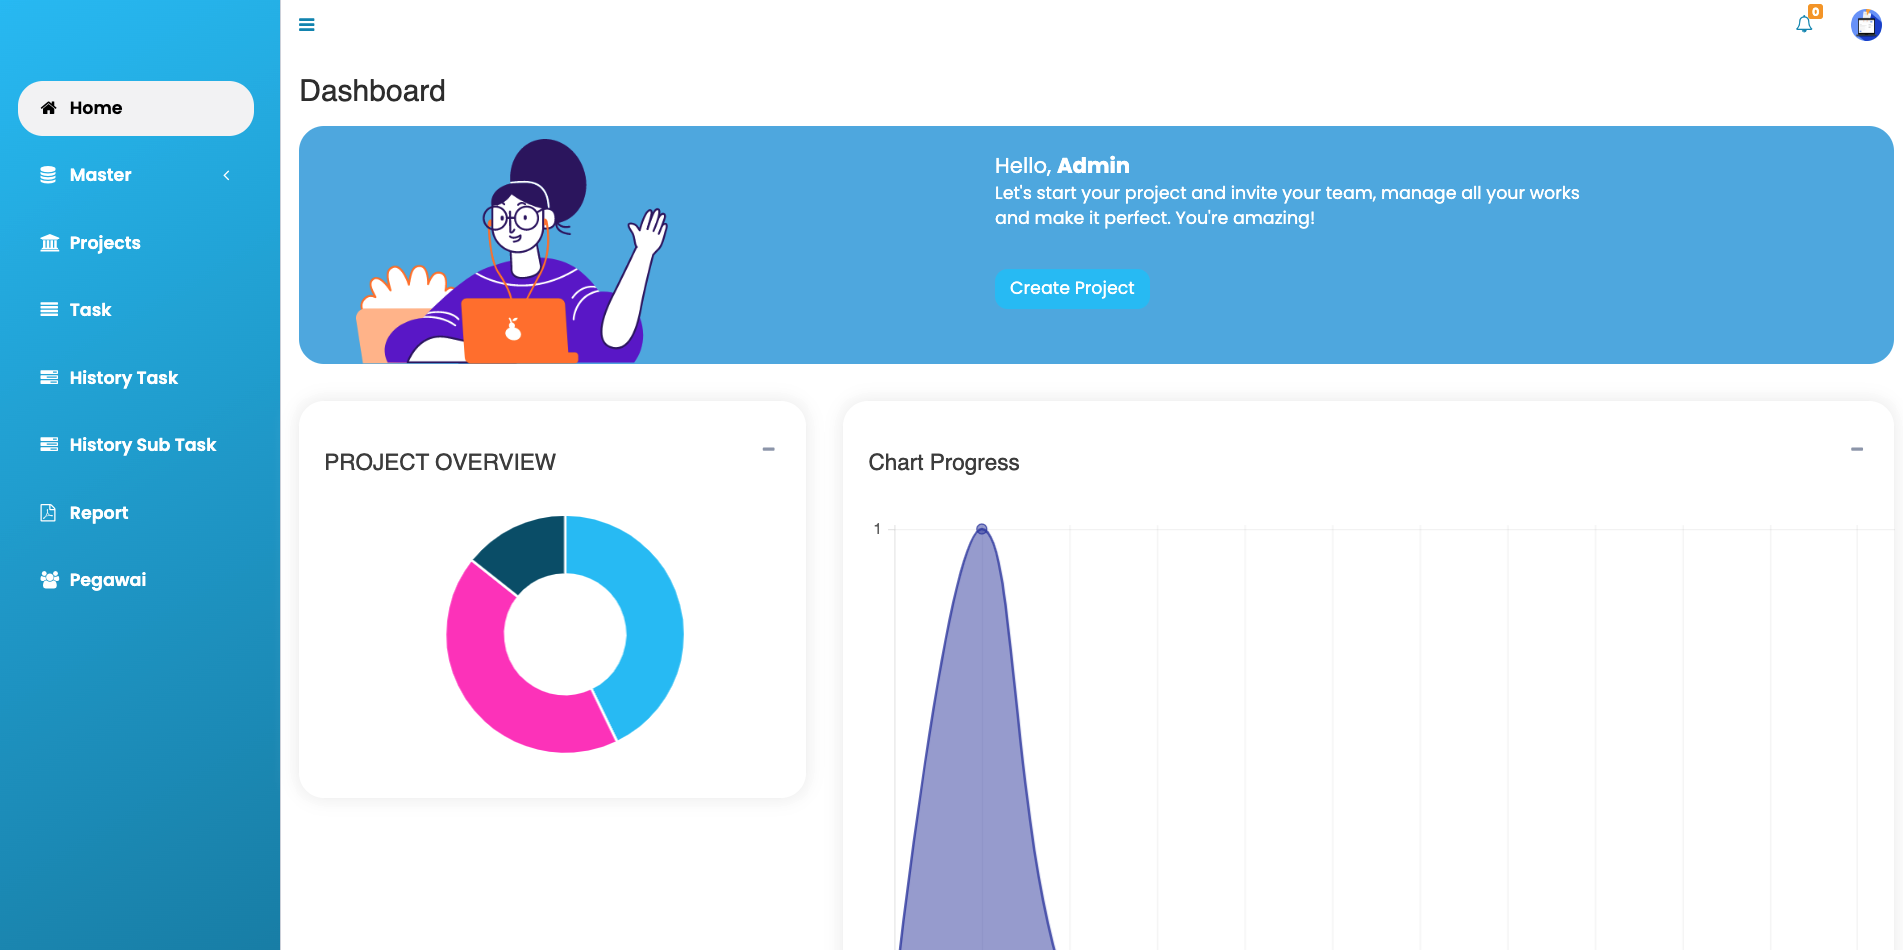 0
Dashboard
Home
Master
Projects
Task
History Task
History Sub Task
Report
Pegawai
Hello, Admin
Let's start your project and invite your team, manage all your works
and make it perfect. You're amazing!
Create Project
PROJECT OVERVIEW
Chart Progress
1